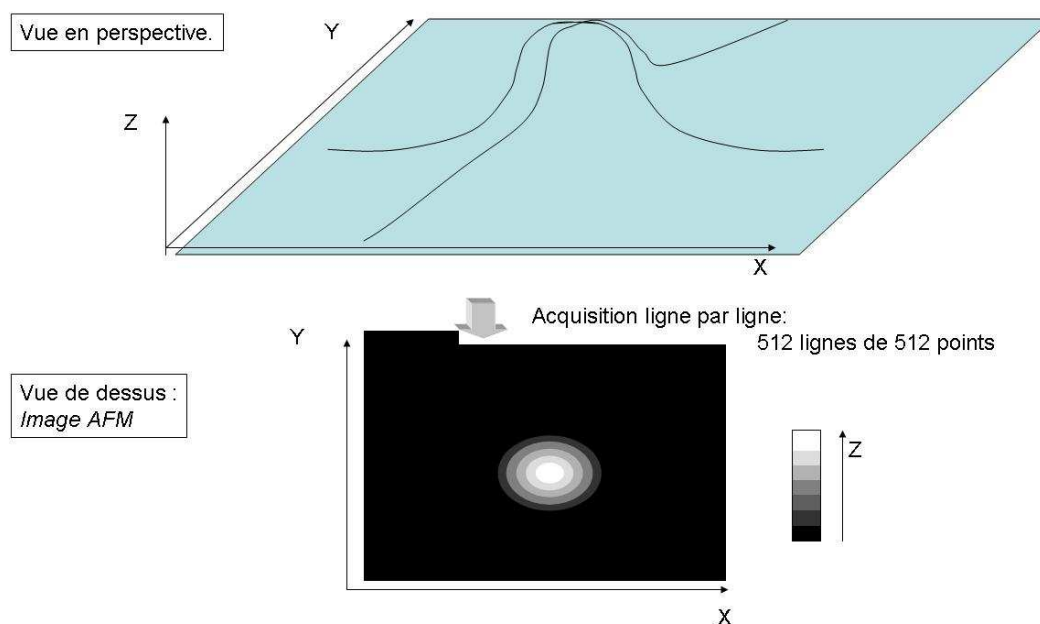 Vue en perspective.
Y
Z
X
Acquisition ligne par ligne:
512 lignes de 512 points
Y
Vue de dessus :
Image AFM
Z
X